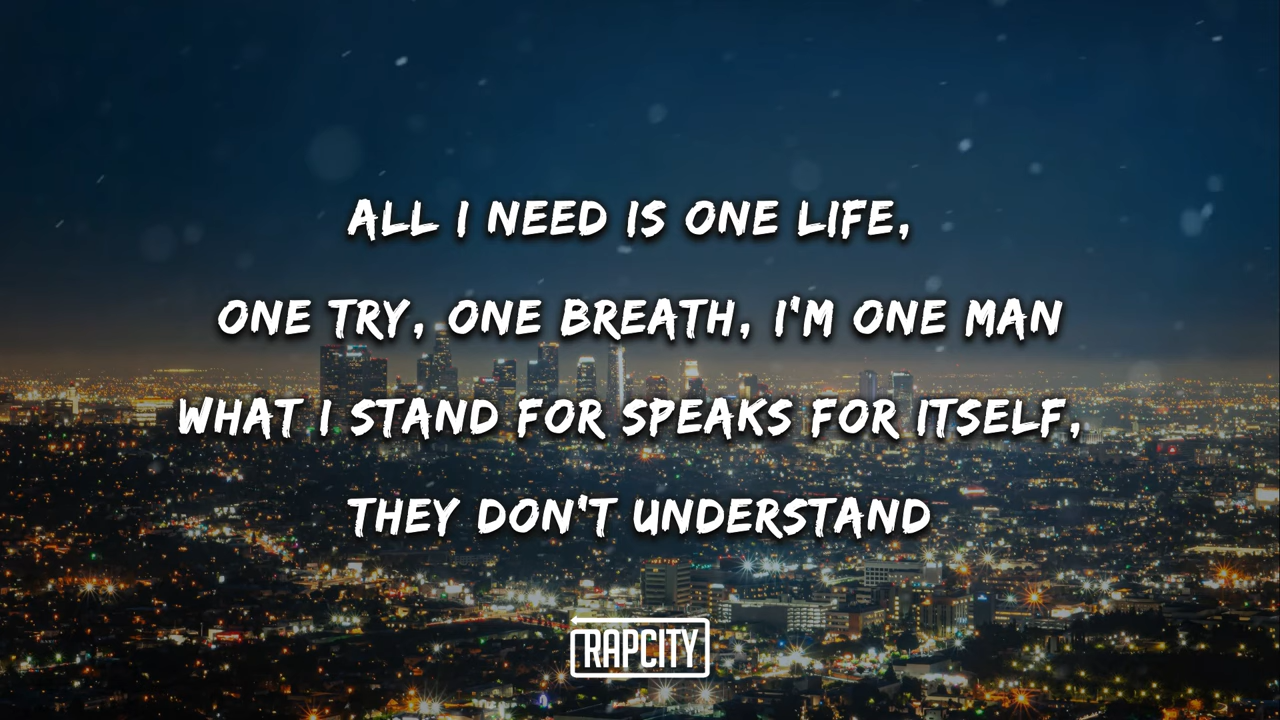 ALL I NEED IS ONE LIFE,
ONE TRY, ONE BREATH, I'M ONE MAN
WHAT I STAND FOR SPEAKS FOR ITSELF,
THEY DON'T UNDERSTAND
RAPCITY